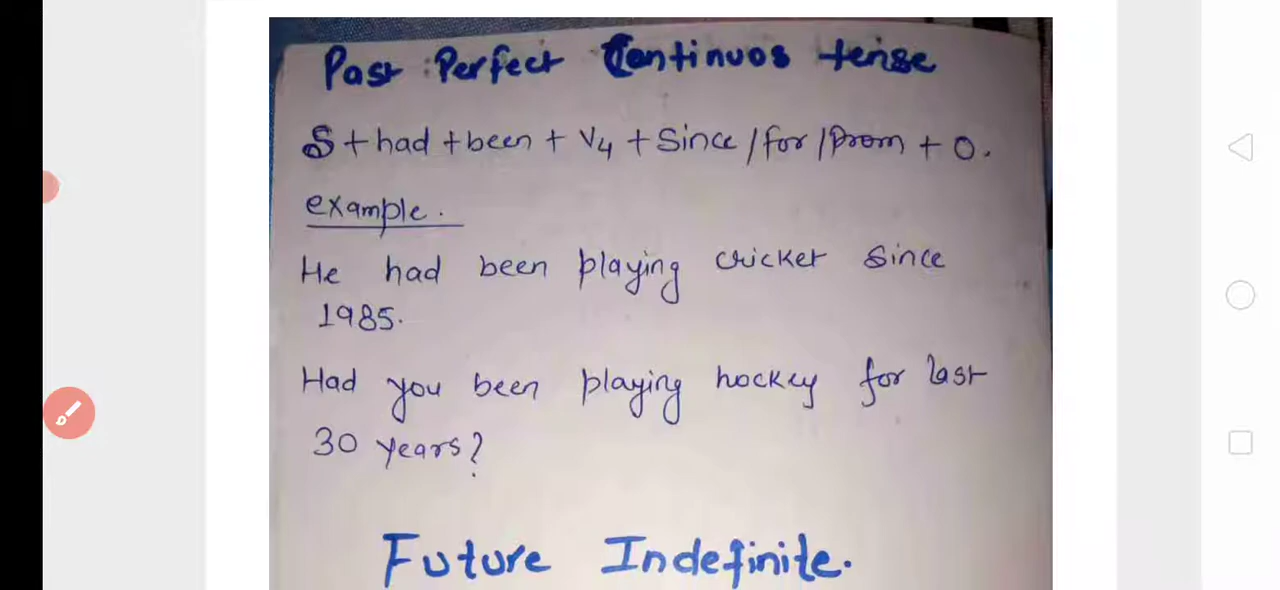 Past Perfect Continuos tense
S + had + been + V4 + Since / for / from + O.
example.
He had been playing cricket since
1985.
Had you been playing hockey for last
30 years?
Future Indefinite.